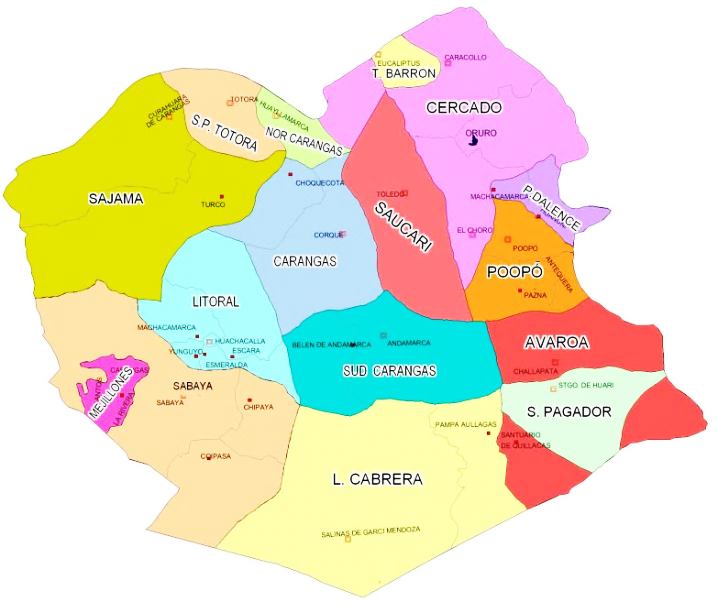 EUCALIPTUS
T. BARRON
CARACOLLO
CERCADO
ORURO
CURAHUARA
DE CARANGAS
TOTORA
S.P. TOTORA
HUAYLLAMARCA
NOR CARANGAS
SAJAMA
TURCO
CHOQUECOTA
TOLEDO
SAUCARI
MACHACAMARCA
P. DALENCE
EL CHORO
CORQUE
CARANGAS
POOPO
POOPÓ
ANTEQUERA
PAZNA
LITORAL
MACHACAMARCA
HUACHACALLA
YUNGUYO
ESCARA
ESMERALDA
BELEN DE ANDAMARCA
ANDAMARCA
SUD CARANGAS
AVAROA
CHALLAPATA
MEJILLONES
LA RIVERA
SABAYA
SABAYA
CHIPAYA
COIPASA
STGO. DE HUARI
S. PAGADOR
PAMPA AULLAGAS
SANTUARIO
DE QUILLACAS
L. CABRERA
SALINAS DE GARCI MENDOZA